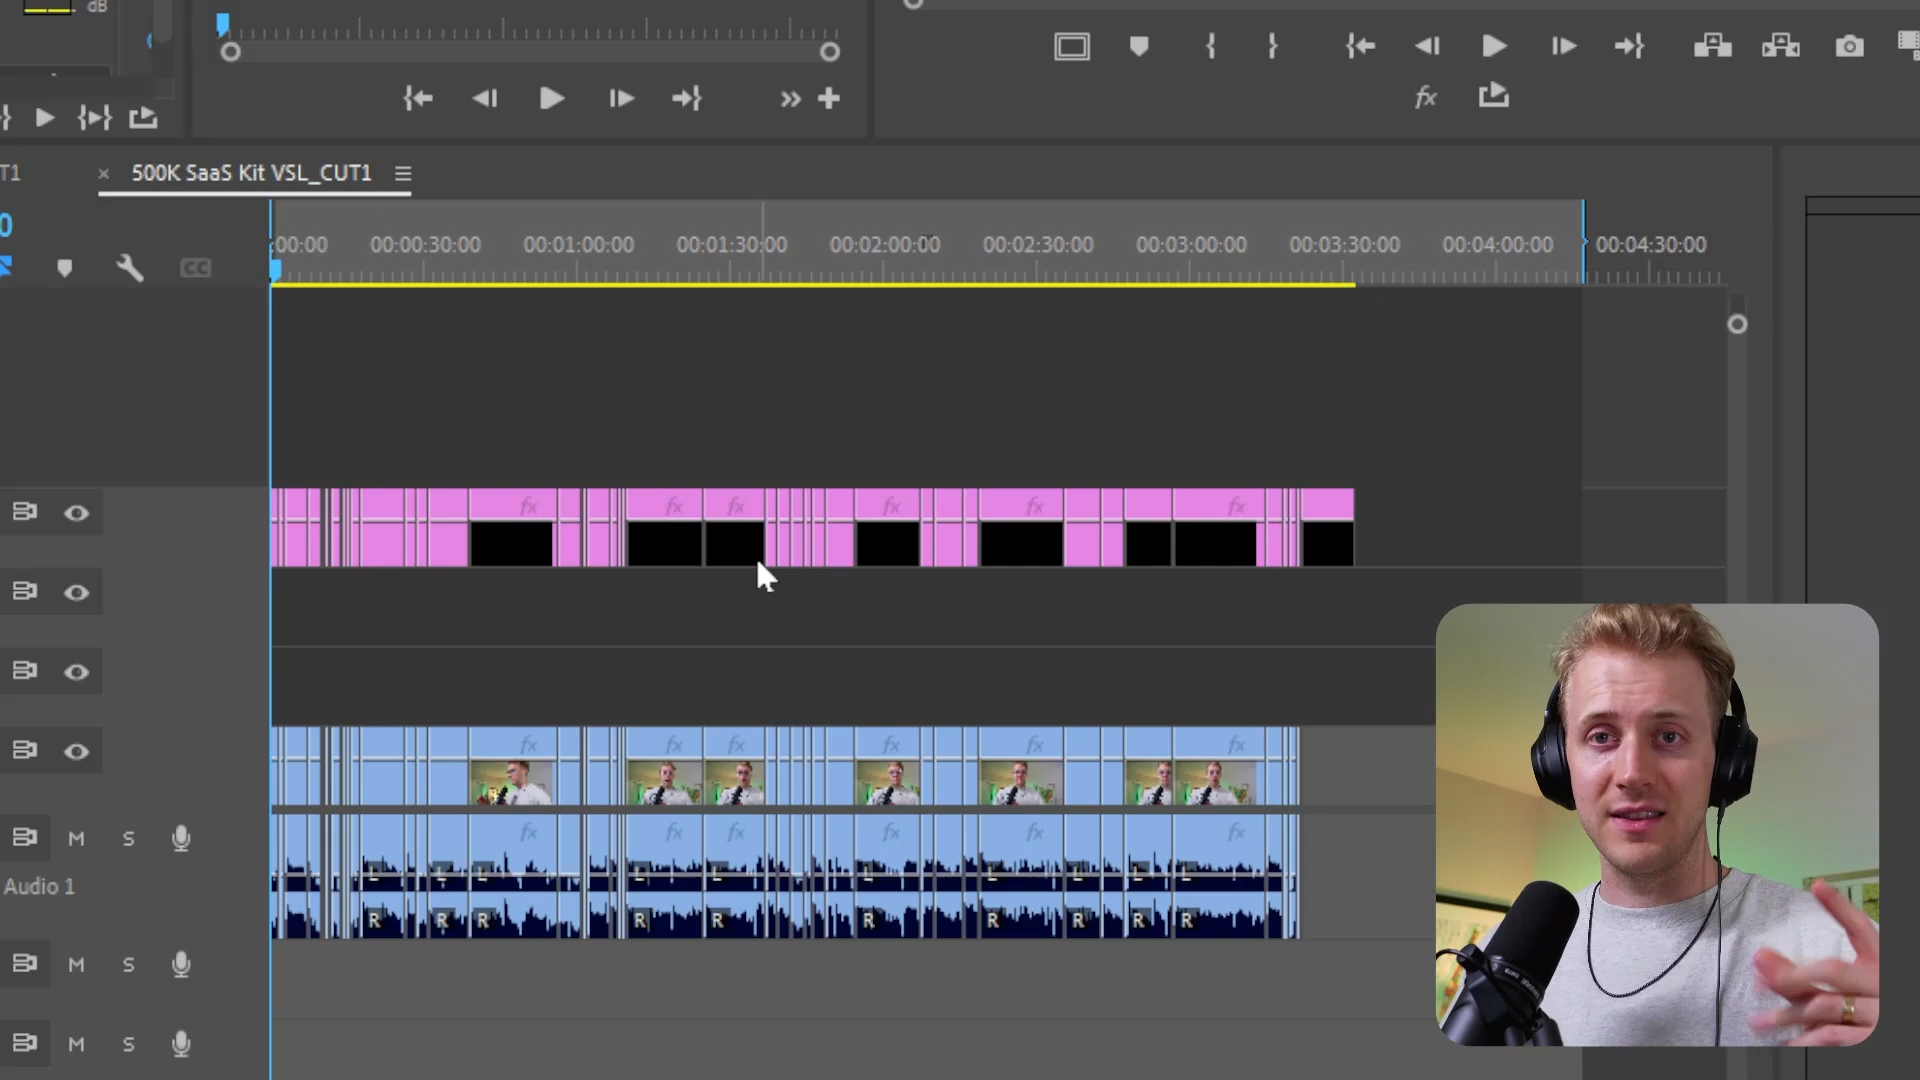 dB
fx
T1
× 500K SaaS Kit VSL_CUT1
0
:00:00 00:00:30:00 00:01:00:00 00:01:30:00 00:02:00:00 00:02:30:00 00:03:00:00 00:03:30:00 00:04:00:00 00:04:30:00
CC
fx fx fx fx fx fx
fx fx fx fx fx fx
M S fx fx fx fx fx fx
L L L L L L L L L L
Audio 1
R R R R R R R R R R
M S
M S